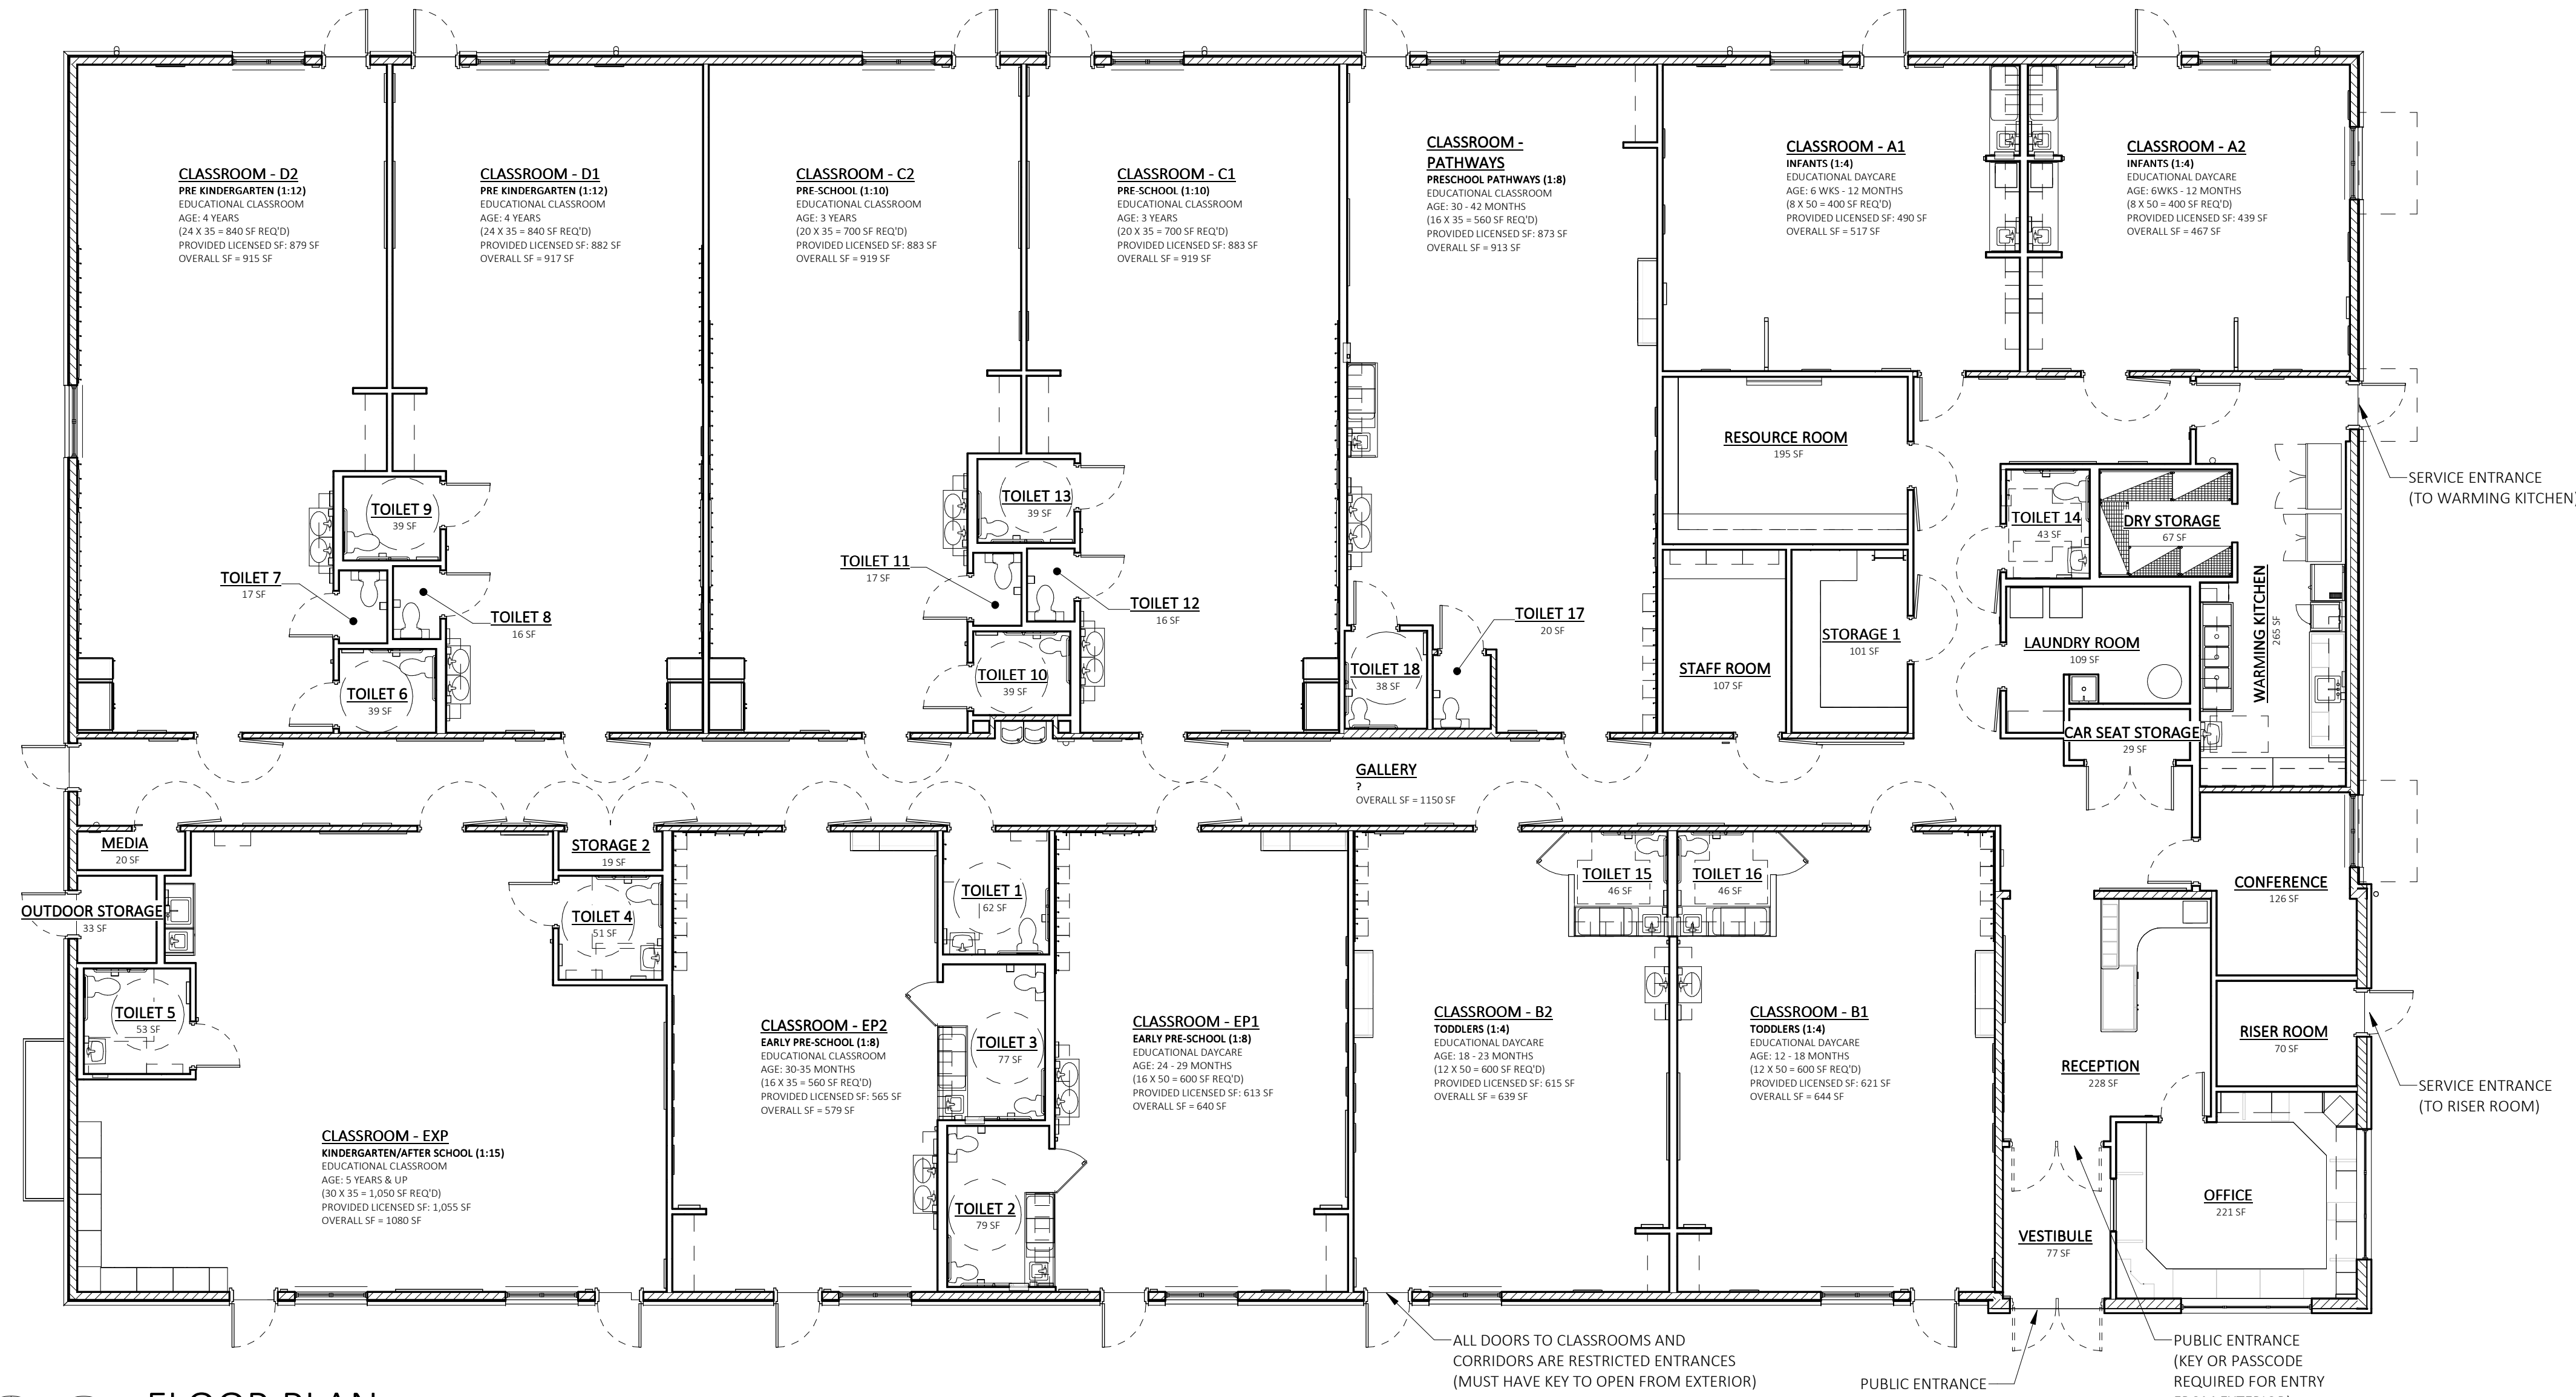 CLASSROOM - D2
PRE KINDERGARTEN (1:12)
EDUCATIONAL CLASSROOM
AGE: 4 YEARS
(24 X 35 = 840 SF REQ'D)
PROVIDED LICENSED SF: 879 SF
OVERALL SF = 915 SF
CLASSROOM - D1
PRE KINDERGARTEN (1:12)
EDUCATIONAL CLASSROOM
AGE: 4 YEARS
(24 X 35 = 840 SF REQ'D)
PROVIDED LICENSED SF: 882 SF
OVERALL SF = 917 SF
CLASSROOM - C2
PRE-SCHOOL (1:10)
EDUCATIONAL CLASSROOM
AGE: 3 YEARS
(20 X 35 = 700 SF REQ'D)
PROVIDED LICENSED SF: 883 SF
OVERALL SF = 919 SF
CLASSROOM - C1
PRE-SCHOOL (1:10)
EDUCATIONAL CLASSROOM
AGE: 3 YEARS
(20 X 35 = 700 SF REQ'D)
PROVIDED LICENSED SF: 883 SF
OVERALL SF = 919 SF
CLASSROOM -
PATHWAYS
PRESCHOOL PATHWAYS (1:8)
EDUCATIONAL CLASSROOM
AGE: 30 - 42 MONTHS
(16 X 35 = 560 SF REQ'D)
PROVIDED LICENSED SF: 873 SF
OVERALL SF = 913 SF
CLASSROOM - A1
INFANTS (1:4)
EDUCATIONAL DAYCARE
AGE: 6 WKS - 12 MONTHS
(8 X 50 = 400 SF REQ'D)
PROVIDED LICENSED SF: 490 SF
OVERALL SF = 517 SF
CLASSROOM - A2
INFANTS (1:4)
EDUCATIONAL DAYCARE
AGE: 6WKS - 12 MONTHS
(8 X 50 = 400 SF REQ'D)
PROVIDED LICENSED SF: 439 SF
OVERALL SF = 467 SF
RESOURCE ROOM
195 SF
SERVICE ENTRANCE
(TO WARMING KITCHEN)
TOILET 9
39 SF
TOILET 13
39 SF
TOILET 14
43 SF
DRY STORAGE
67 SF
TOILET 7
17 SF
TOILET 8
16 SF
TOILET 11
17 SF
TOILET 12
16 SF
TOILET 17
20 SF
TOILET 6
39 SF
TOILET 10
39 SF
TOILET 18
38 SF
STAFF ROOM
107 SF
STORAGE 1
101 SF
LAUNDRY ROOM
109 SF
WARMING KITCHEN
265 SF
CAR SEAT STORAGE
29 SF
GALLERY
?
OVERALL SF = 1150 SF
MEDIA
20 SF
STORAGE 2
19 SF
OUTDOOR STORAGE
33 SF
TOILET 4
51 SF
TOILET 1
62 SF
TOILET 15
46 SF
TOILET 16
46 SF
CONFERENCE
126 SF
TOILET 5
53 SF
CLASSROOM - EP2
EARLY PRE-SCHOOL (1:8)
EDUCATIONAL CLASSROOM
AGE: 30-35 MONTHS
(16 X 35 = 560 SF REQ'D)
PROVIDED LICENSED SF: 565 SF
OVERALL SF = 579 SF
TOILET 3
77 SF
CLASSROOM - EP1
EARLY PRE-SCHOOL (1:8)
EDUCATIONAL DAYCARE
AGE: 24 - 29 MONTHS
(16 X 50 = 600 SF REQ'D)
PROVIDED LICENSED SF: 613 SF
OVERALL SF = 640 SF
CLASSROOM - B2
TODDLERS (1:4)
EDUCATIONAL DAYCARE
AGE: 18 - 23 MONTHS
(12 X 50 = 600 SF REQ'D)
PROVIDED LICENSED SF: 615 SF
OVERALL SF = 639 SF
CLASSROOM - B1
TODDLERS (1:4)
EDUCATIONAL DAYCARE
AGE: 12 - 18 MONTHS
(12 X 50 = 600 SF REQ'D)
PROVIDED LICENSED SF: 621 SF
OVERALL SF = 644 SF
RECEPTION
228 SF
RISER ROOM
70 SF
SERVICE ENTRANCE
(TO RISER ROOM)
CLASSROOM - EXP
KINDERGARTEN/AFTER SCHOOL (1:15)
EDUCATIONAL CLASSROOM
AGE: 5 YEARS & UP
(30 X 35 = 1,050 SF REQ'D)
PROVIDED LICENSED SF: 1,055 SF
OVERALL SF = 1080 SF
TOILET 2
79 SF
VESTIBULE
77 SF
OFFICE
221 SF
ALL DOORS TO CLASSROOMS AND
CORRIDORS ARE RESTRICTED ENTRANCES
(MUST HAVE KEY TO OPEN FROM EXTERIOR)
PUBLIC ENTRANCE
PUBLIC ENTRANCE
(KEY OR PASSCODE
REQUIRED FOR ENTRY
FROM EXTERIOR)
FLOOR PLAN